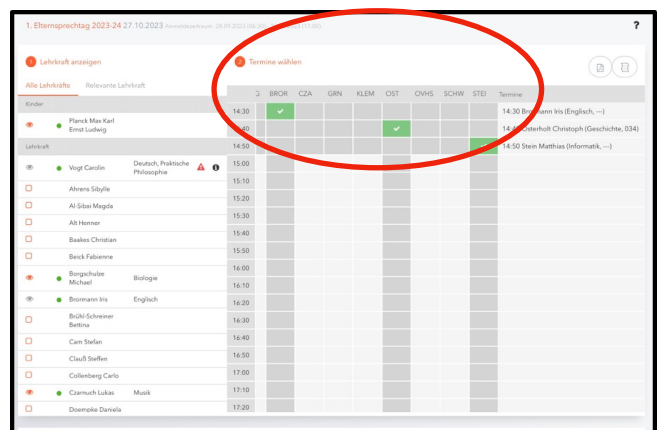 1. Elternsprechtag 2023-24 27.10.2023
?
1 Lehrkraft anzeigen
2 Termine wählen
Alle Lehrkräfte Relevante Lehrkraft
BROR CZA GRN KLEM OST OVHS SCHW STEI Termine
Kinder
14:30 14:30 Brormann Iris (Englisch, ---)
Planck Max Karl
Ernst Ludwig
14:40 Osterholt Christoph (Geschichte, 034)
Lehrkraft
14:50 14:50 Stein Matthias (Informatik, ---)
Vogt Carolin Deutsch, Praktische
Philosophie
15:00
Ahrens Sibylle
15:10
Al-Sibai Magda
15:20
Alt Henner
15:30
Baakes Christian
15:40
Beick Fabienne
15:50
Borgschulze
Michael Biologie
16:00
16:10
Brormann Iris Englisch
16:20
Brühl-Schreiner
Bettina
16:30
Cam Stefan
16:40
Clauß Steffen
16:50
Collenberg Carlo
17:00
Czarnuch Lukas Musik
17:10
Doempke Daniela
17:20